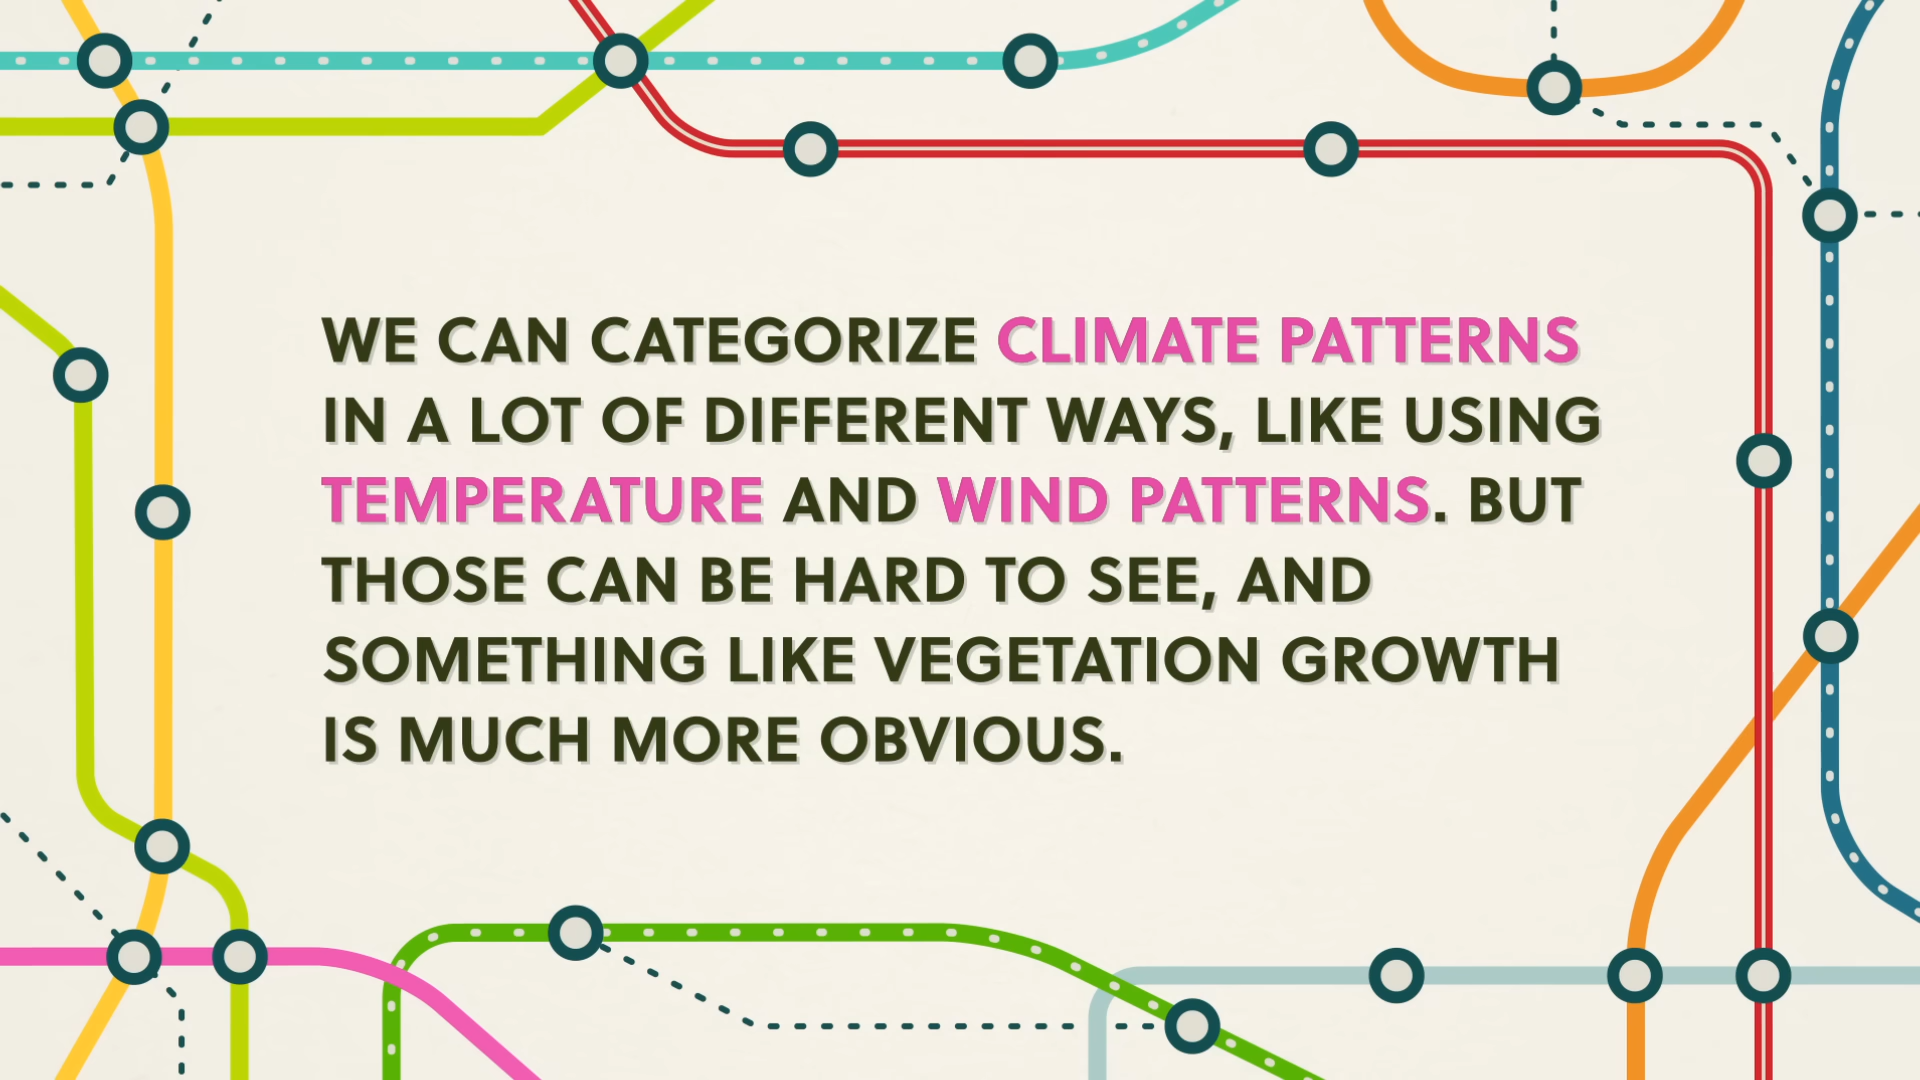 WE CAN CATEGORIZE CLIMATE PATTERNS
IN A LOT OF DIFFERENT WAYS, LIKE USING
TEMPERATURE AND WIND PATTERNS. BUT
THOSE CAN BE HARD TO SEE, AND
SOMETHING LIKE VEGETATION GROWTH
IS MUCH MORE OBVIOUS.